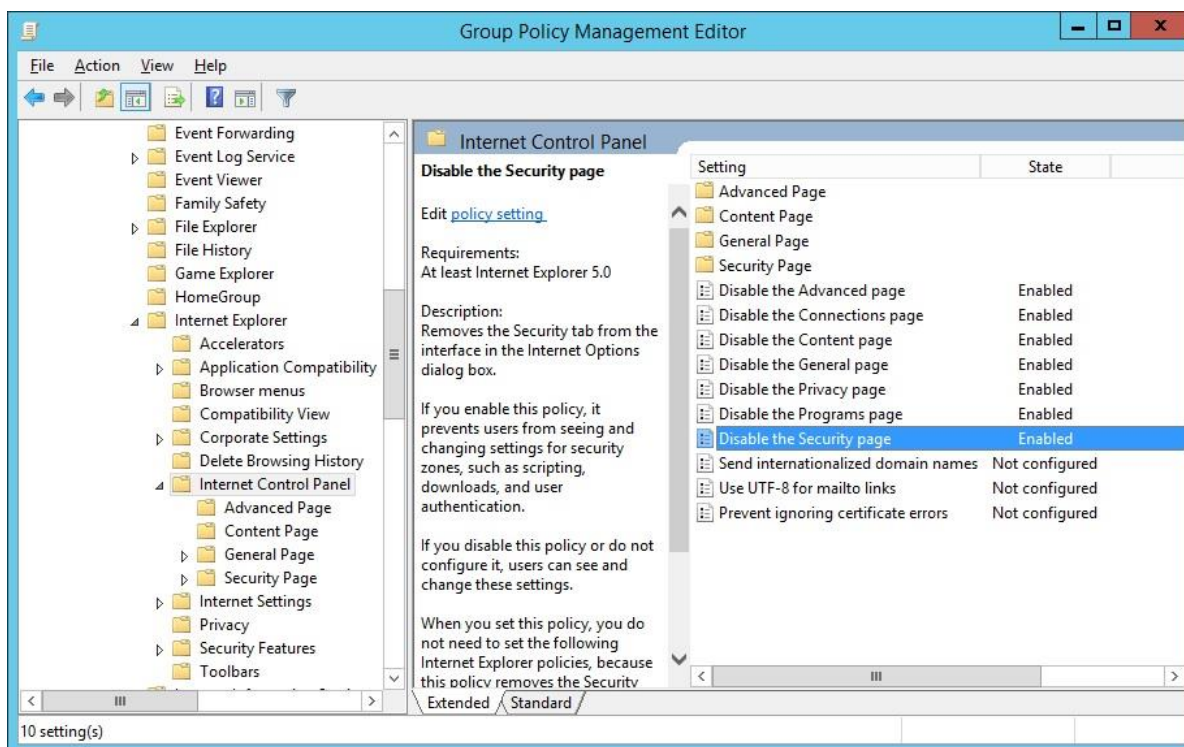 Group Policy Management Editor
File Action View Help
Event Forwarding
Event Log Service
Event Viewer
Family Safety
File Explorer
File History
Game Explorer
HomeGroup
Internet Explorer
Accelerators
Application Compatibility
Browser menus
Compatibility View
Corporate Settings
Delete Browsing History
Internet Control Panel
Advanced Page
Content Page
General Page
Security Page
Internet Settings
Privacy
Security Features
Toolbars
Internet Control Panel
Disable the Security page
Edit policy setting
Requirements:
At least Internet Explorer 5.0
Description:
Removes the Security tab from the
interface in the Internet Options
dialog box.
If you enable this policy, it
prevents users from seeing and
changing settings for security
zones, such as scripting,
downloads, and user
authentication.
If you disable this policy or do not
configure it, users can see and
change these settings.
When you set this policy, you do
not need to set the following
Internet Explorer policies, because
this policy removes the Security
Setting State
Advanced Page
Content Page
General Page
Security Page
Disable the Advanced page Enabled
Disable the Connections page Enabled
Disable the Content page Enabled
Disable the General page Enabled
Disable the Privacy page Enabled
Disable the Programs page Enabled
Disable the Security page Enabled
Send internationalized domain names Not configured
Use UTF-8 for mailto links Not configured
Prevent ignoring certificate errors Not configured
Extended Standard
10 setting(s)